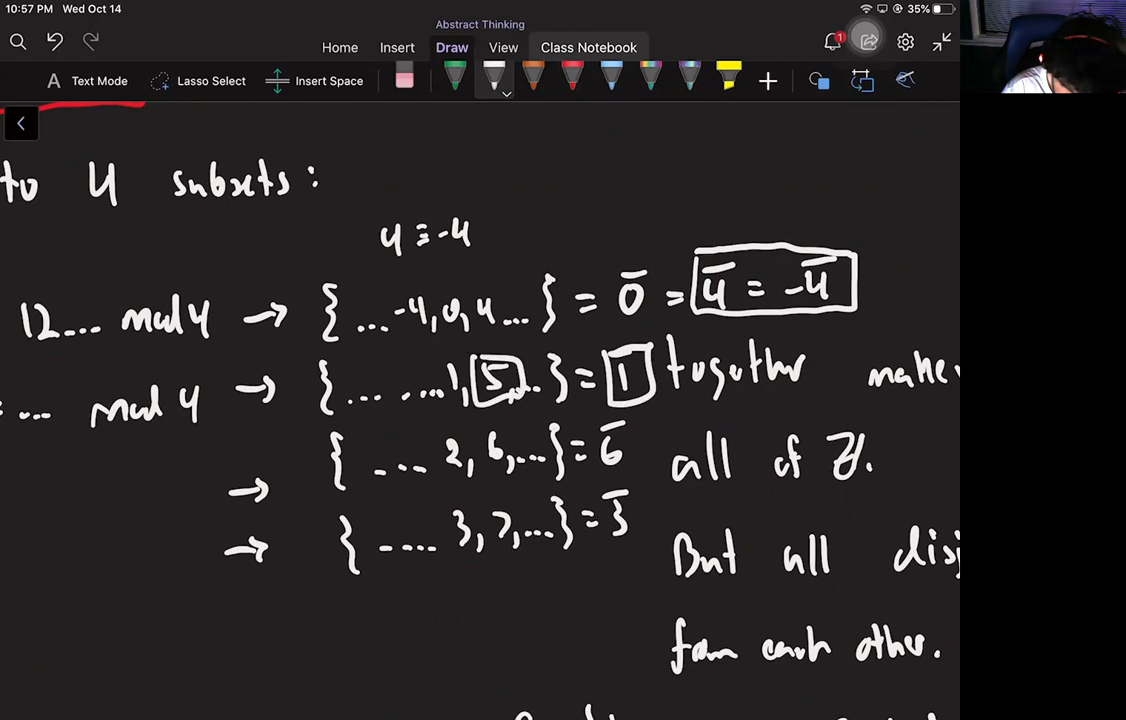 10:57 PM Wed Oct 14
35%
Abstract Thinking
Home Insert Draw View Class Notebook
1
A Text Mode Lasso Select Insert Space
to 4 subsets:
4 ≡ -4
12... mod 4 → { ... -4, 0, 4 ... } = 0̅ = 4̅ = -4̅
= ... mod 4 → { ... ... 1, 5, ... } = 1̅ together make
→ { .... 2, 6, ... } = 6̅ all of ℤ.
→ { .... 3, 7, ... } = 3̅
But all disj
from each other.